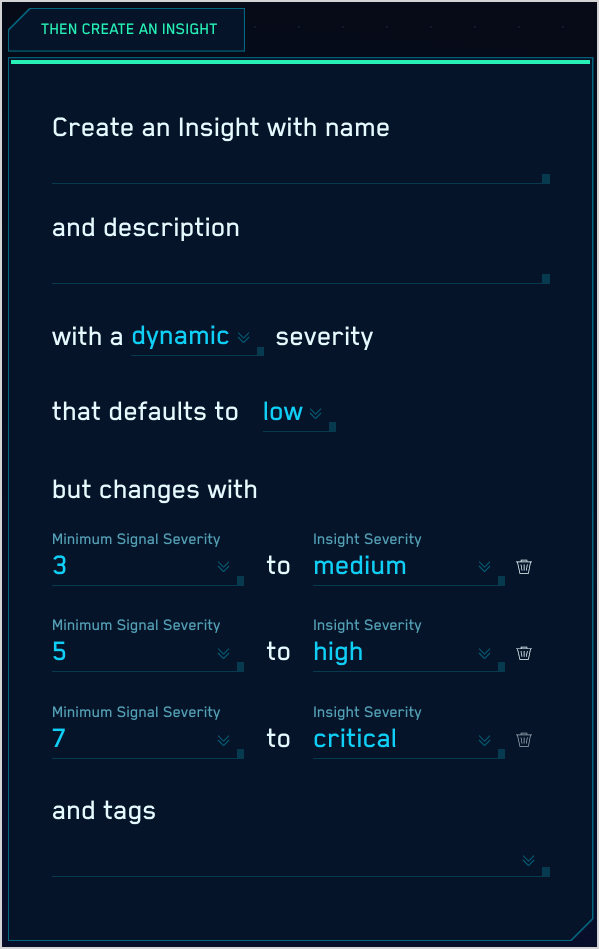 THEN CREATE AN INSIGHT
Create an Insight with name
and description
with a dynamic severity
that defaults to low
but changes with
Minimum Signal Severity Insight Severity
3 to medium
Minimum Signal Severity Insight Severity
5 to high
Minimum Signal Severity Insight Severity
7 to critical
and tags